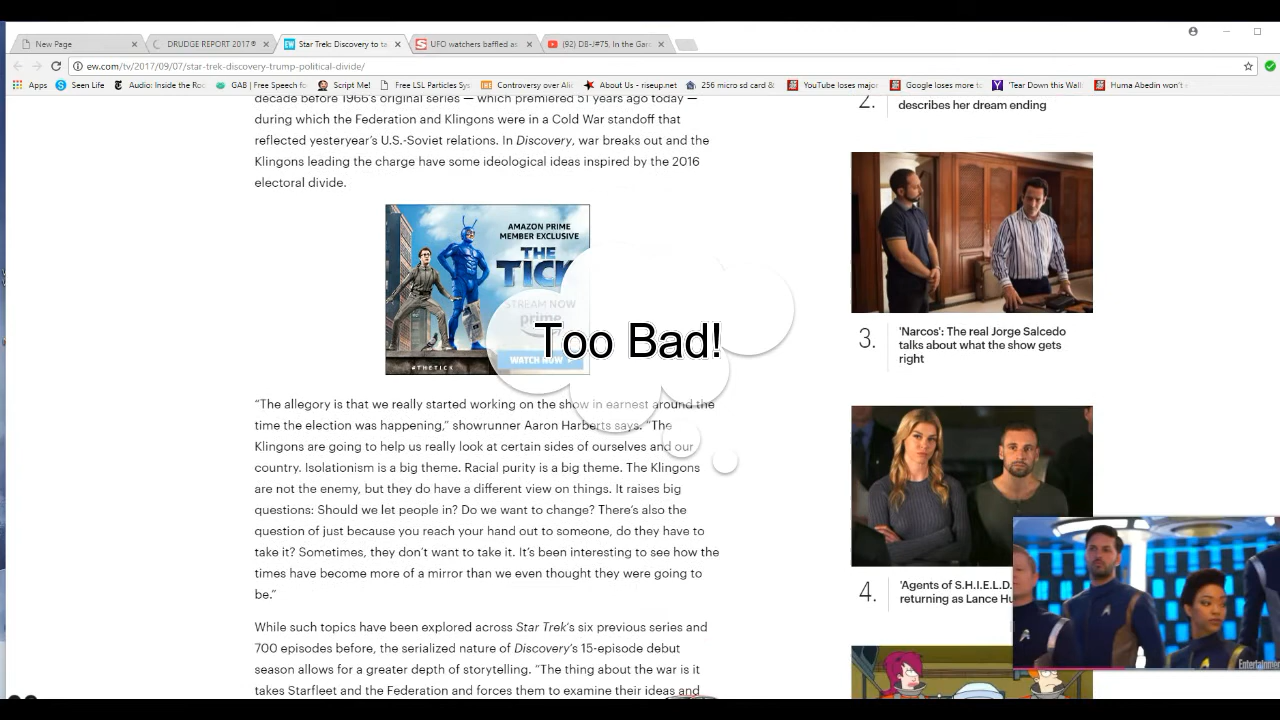 New Page
DRUDGE REPORT 2017®
Star Trek: Discovery to ta
UFO watchers baffled as
(92) DB-J#75, In the Gar
ew.com/tv/2017/09/07/star-trek-discovery-trump-political-divide/
Apps
Seen Life
Audio: Inside the Ro
GAB | Free Speech fo
Script!
Free LSL Particles Sys
Controversy over Ali
About Us - riseup.net
256 micro sd card &
YouTube loses major
Google loses more to
'Tear Down this Wall
Huma Abedin won't
decade before 1966's original series — which premiered 51 years ago today —
during which the Federation and Klingons were in a Cold War standoff that
reflected yesteryear's U.S.-Soviet relations. In Discovery, war breaks out and the
Klingons leading the charge have some ideological ideas inspired by the 2016
electoral divide.
AMAZON PRIME
MEMBER EXCLUSIVE
THE
TICK
STREAM NOW
prime
WATCH NOW
#THETICK
Too Bad!
“The allegory is that we really started working on the show in earnest around the
time the election was happening,” showrunner Aaron Harberts says. “The
Klingons are going to help us really look at certain sides of ourselves and our
country. Isolationism is a big theme. Racial purity is a big theme. The Klingons
are not the enemy, but they do have a different view on things. It raises big
questions: Should we let people in? Do we want to change? There's also the
question of just because you reach your hand out to someone, do they have to
take it? Sometimes, they don't want to take it. It's been interesting to see how the
times have become more of a mirror than we even thought they were going to
be.”
While such topics have been explored across Star Trek's six previous series and
700 episodes before, the serialized nature of Discovery's 15-episode debut
season allows for a greater depth of storytelling. “The thing about the war is it
takes Starfleet and the Federation and forces them to examine their ideas and
2.
describes her dream ending
3.
'Narcos': The real Jorge Salcedo
talks about what the show gets
right
4.
'Agents of S.H.I.E.L.D.
returning as Lance Hu
Entertainme